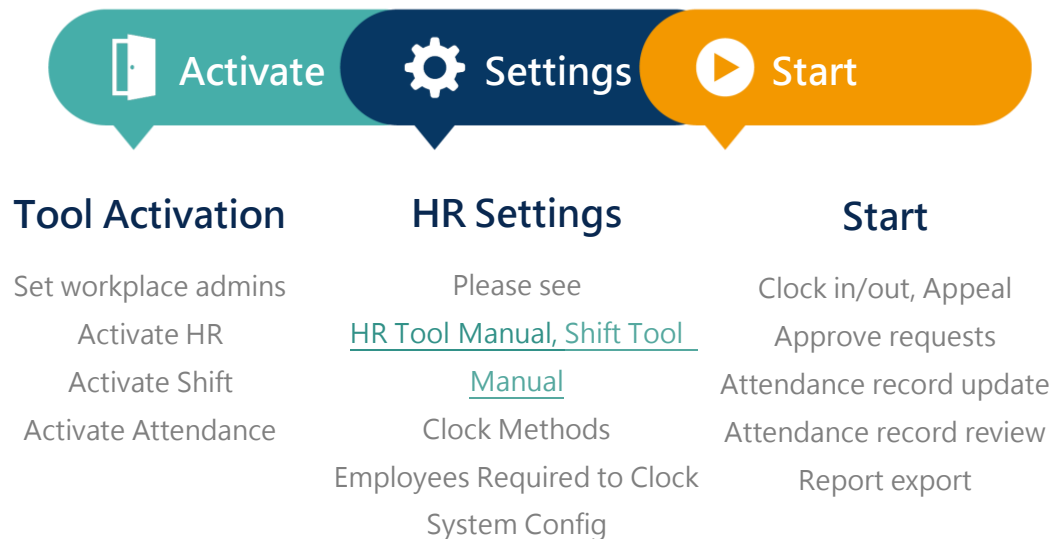 Activate
Settings
Start
Tool Activation
Set workplace admins
Activate HR
Activate Shift
Activate Attendance
HR Settings
Please see
HR Tool Manual, Shift Tool
Manual
Clock Methods
Employees Required to Clock
System Config
Start
Clock in/out, Appeal
Approve requests
Attendance record update
Attendance record review
Report export